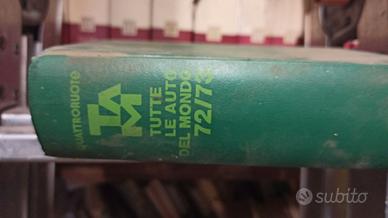 QUATTRORUOTE
TAM
TUTTE
LE AUTO
DEL MONDO
72/73
subito